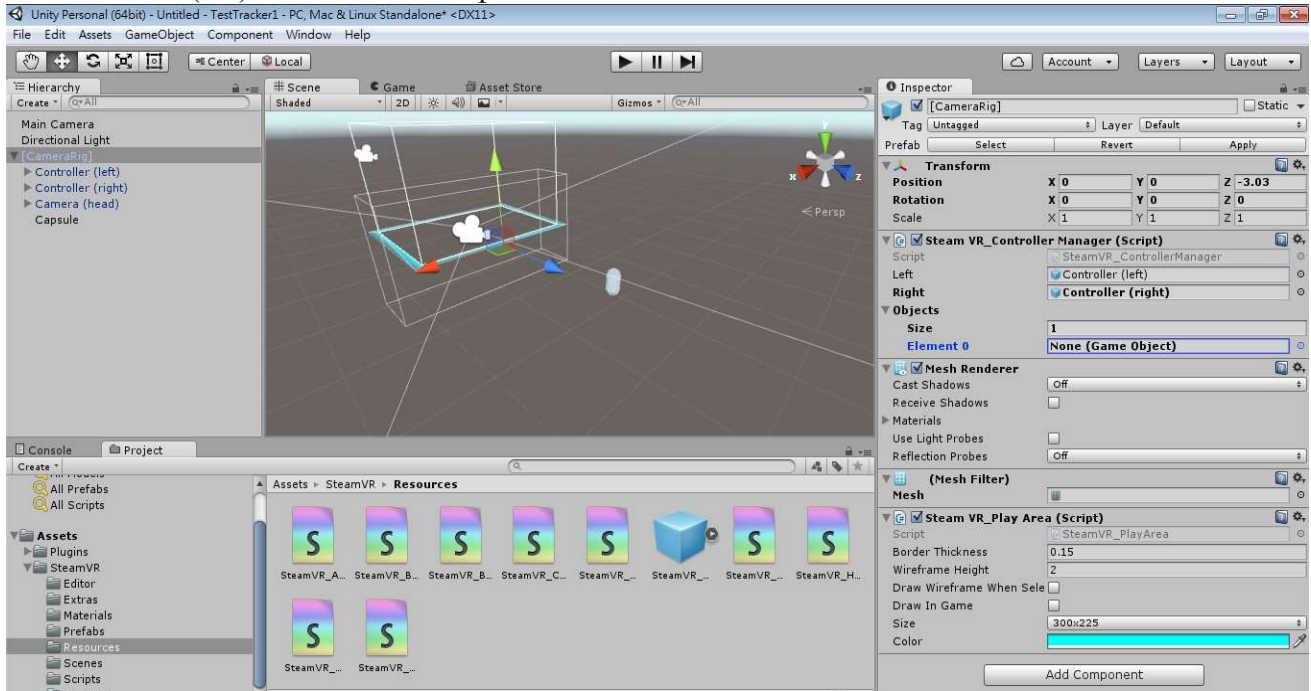 Unity Personal (64bit) - Untitled - TestTracker1 - PC, Mac & Linux Standalone* <DX11>
File Edit Assets GameObject Component Window Help
Center Local Account Layers Layout
Hierarchy
Create All
Main Camera
Directional Light
[CameraRig]
Controller (left)
Controller (right)
Camera (head)
Capsule
Scene Game Asset Store
Shaded 2D Gizmos All
y
x z
Persp
Inspector
[CameraRig] Static
Tag Untagged Layer Default
Prefab Select Revert Apply
Transform
Position X 0 Y 0 Z -3.03
Rotation X 0 Y 0 Z 0
Scale X 1 Y 1 Z 1
Steam VR_Controller Manager (Script)
Script SteamVR_ControllerManager
Left Controller (left)
Right Controller (right)
Objects
Size 1
Element 0 None (Game Object)
Mesh Renderer
Cast Shadows Off
Receive Shadows
Materials
Use Light Probes
Reflection Probes Off
(Mesh Filter)
Mesh
Steam VR_Play Area (Script)
Script SteamVR_PlayArea
Border Thickness 0.15
Wireframe Height 2
Draw Wireframe When Sele
Draw In Game
Size 300x225
Color
Add Component
Console Project
Create
All Prefabs
All Scripts
Assets
Plugins
SteamVR
Editor
Extras
Materials
Prefabs
Resources
Scenes
Scripts
Assets SteamVR Resources
S S S S S S S
SteamVR_A... SteamVR_B... SteamVR_B... SteamVR_C... SteamVR_... SteamVR_... SteamVR_... SteamVR_H...
S S
SteamVR_... SteamVR_...